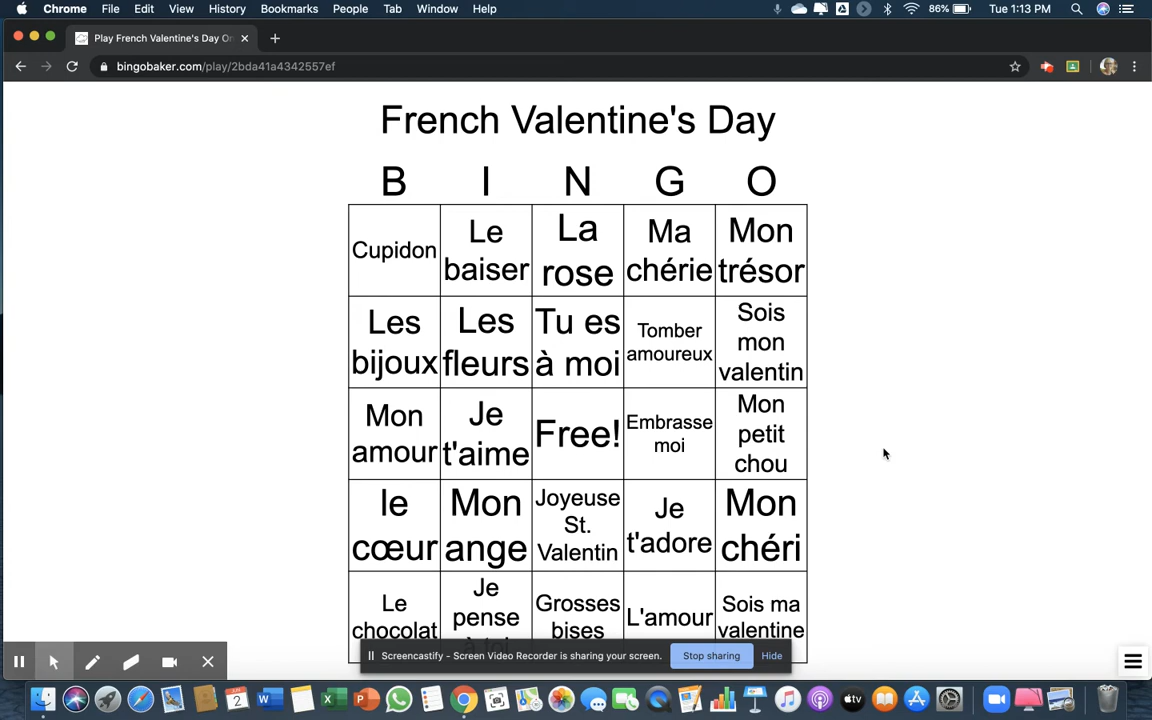 Chrome File Edit View History Bookmarks People Tab Window Help 86% Tue 1:13 PM
Play French Valentine's Day On
bingobaker.com/play/2bda41a4342557ef
French Valentine's Day
B I N G O
Cupidon
Le
baiser
La
rose
Ma
chérie
Mon
trésor
Les
bijoux
Les
fleurs
Tu es
à moi
Tomber
amoureux
Sois
mon
valentin
Mon
amour
Je
t'aime
Free!
Embrasse
moi
Mon
petit
chou
le
cœur
Mon
ange
Joyeuse
St.
Valentin
Je
t'adore
Mon
chéri
Le
chocolat
Je
pense
Grosses
bises
L'amour
Sois ma
valentine
Screencastify - Screen Video Recorder is sharing your screen. Stop sharing Hide
SEP
2
tv